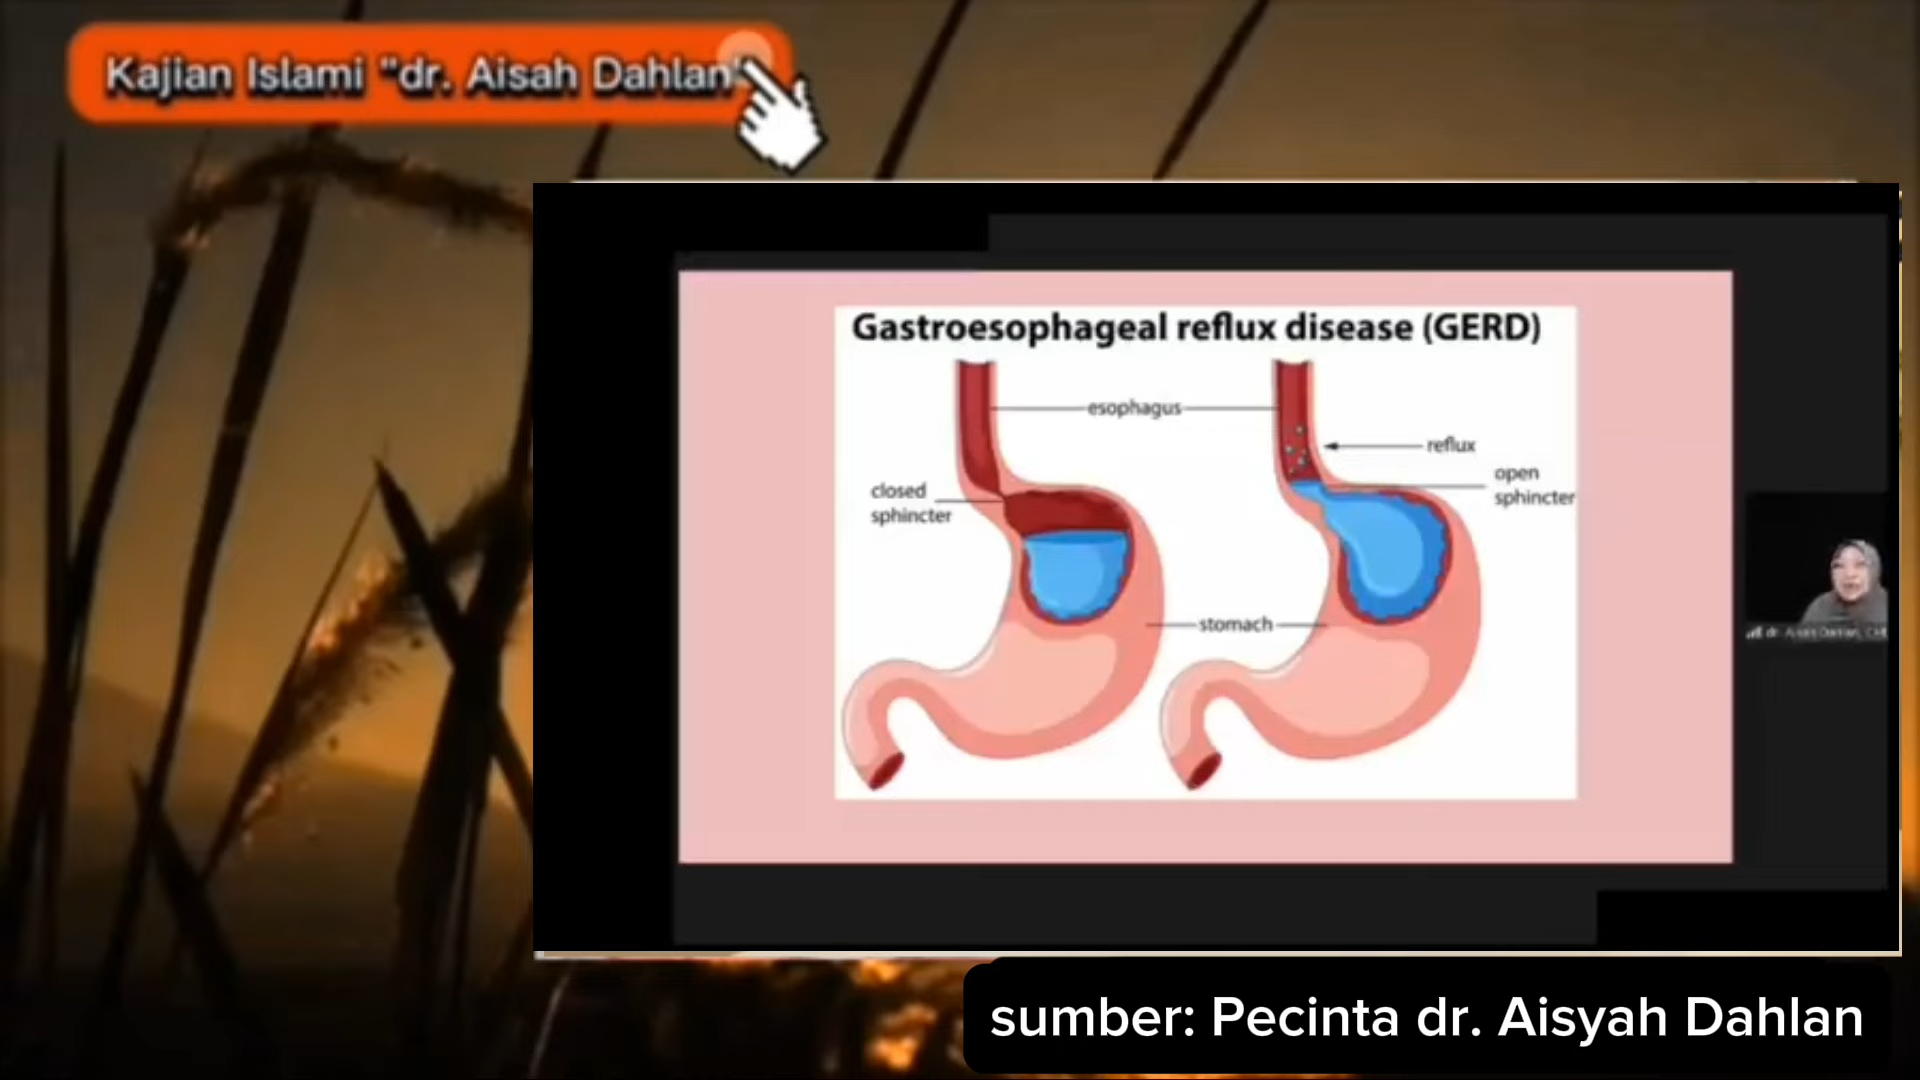 Kajian Islami "dr. Aisah Dahlan"
Gastroesophageal reflux disease (GERD)
esophagus
reflux
open
sphincter
closed
sphincter
stomach
sumber: Pecinta dr. Aisyah Dahlan